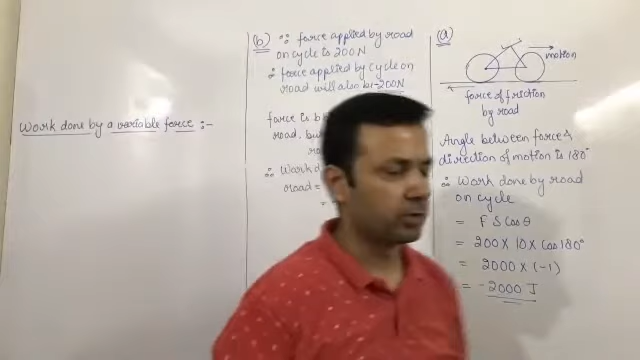 Work done by a variable force :-
(b) ∵ force applied by road
on cycle is 200N
∴ force applied by cycle on
road will also be -200N
force is b
road. bu
∴ Work d
road =
=
(a)
motion
force of friction
by road
Angle between force &
direction of motion is 180°
∴ Work done by road
on cycle
= F S Cos θ
= 200 × 10 × Cos 180°
= 2000 × (-1)
= -2000 J